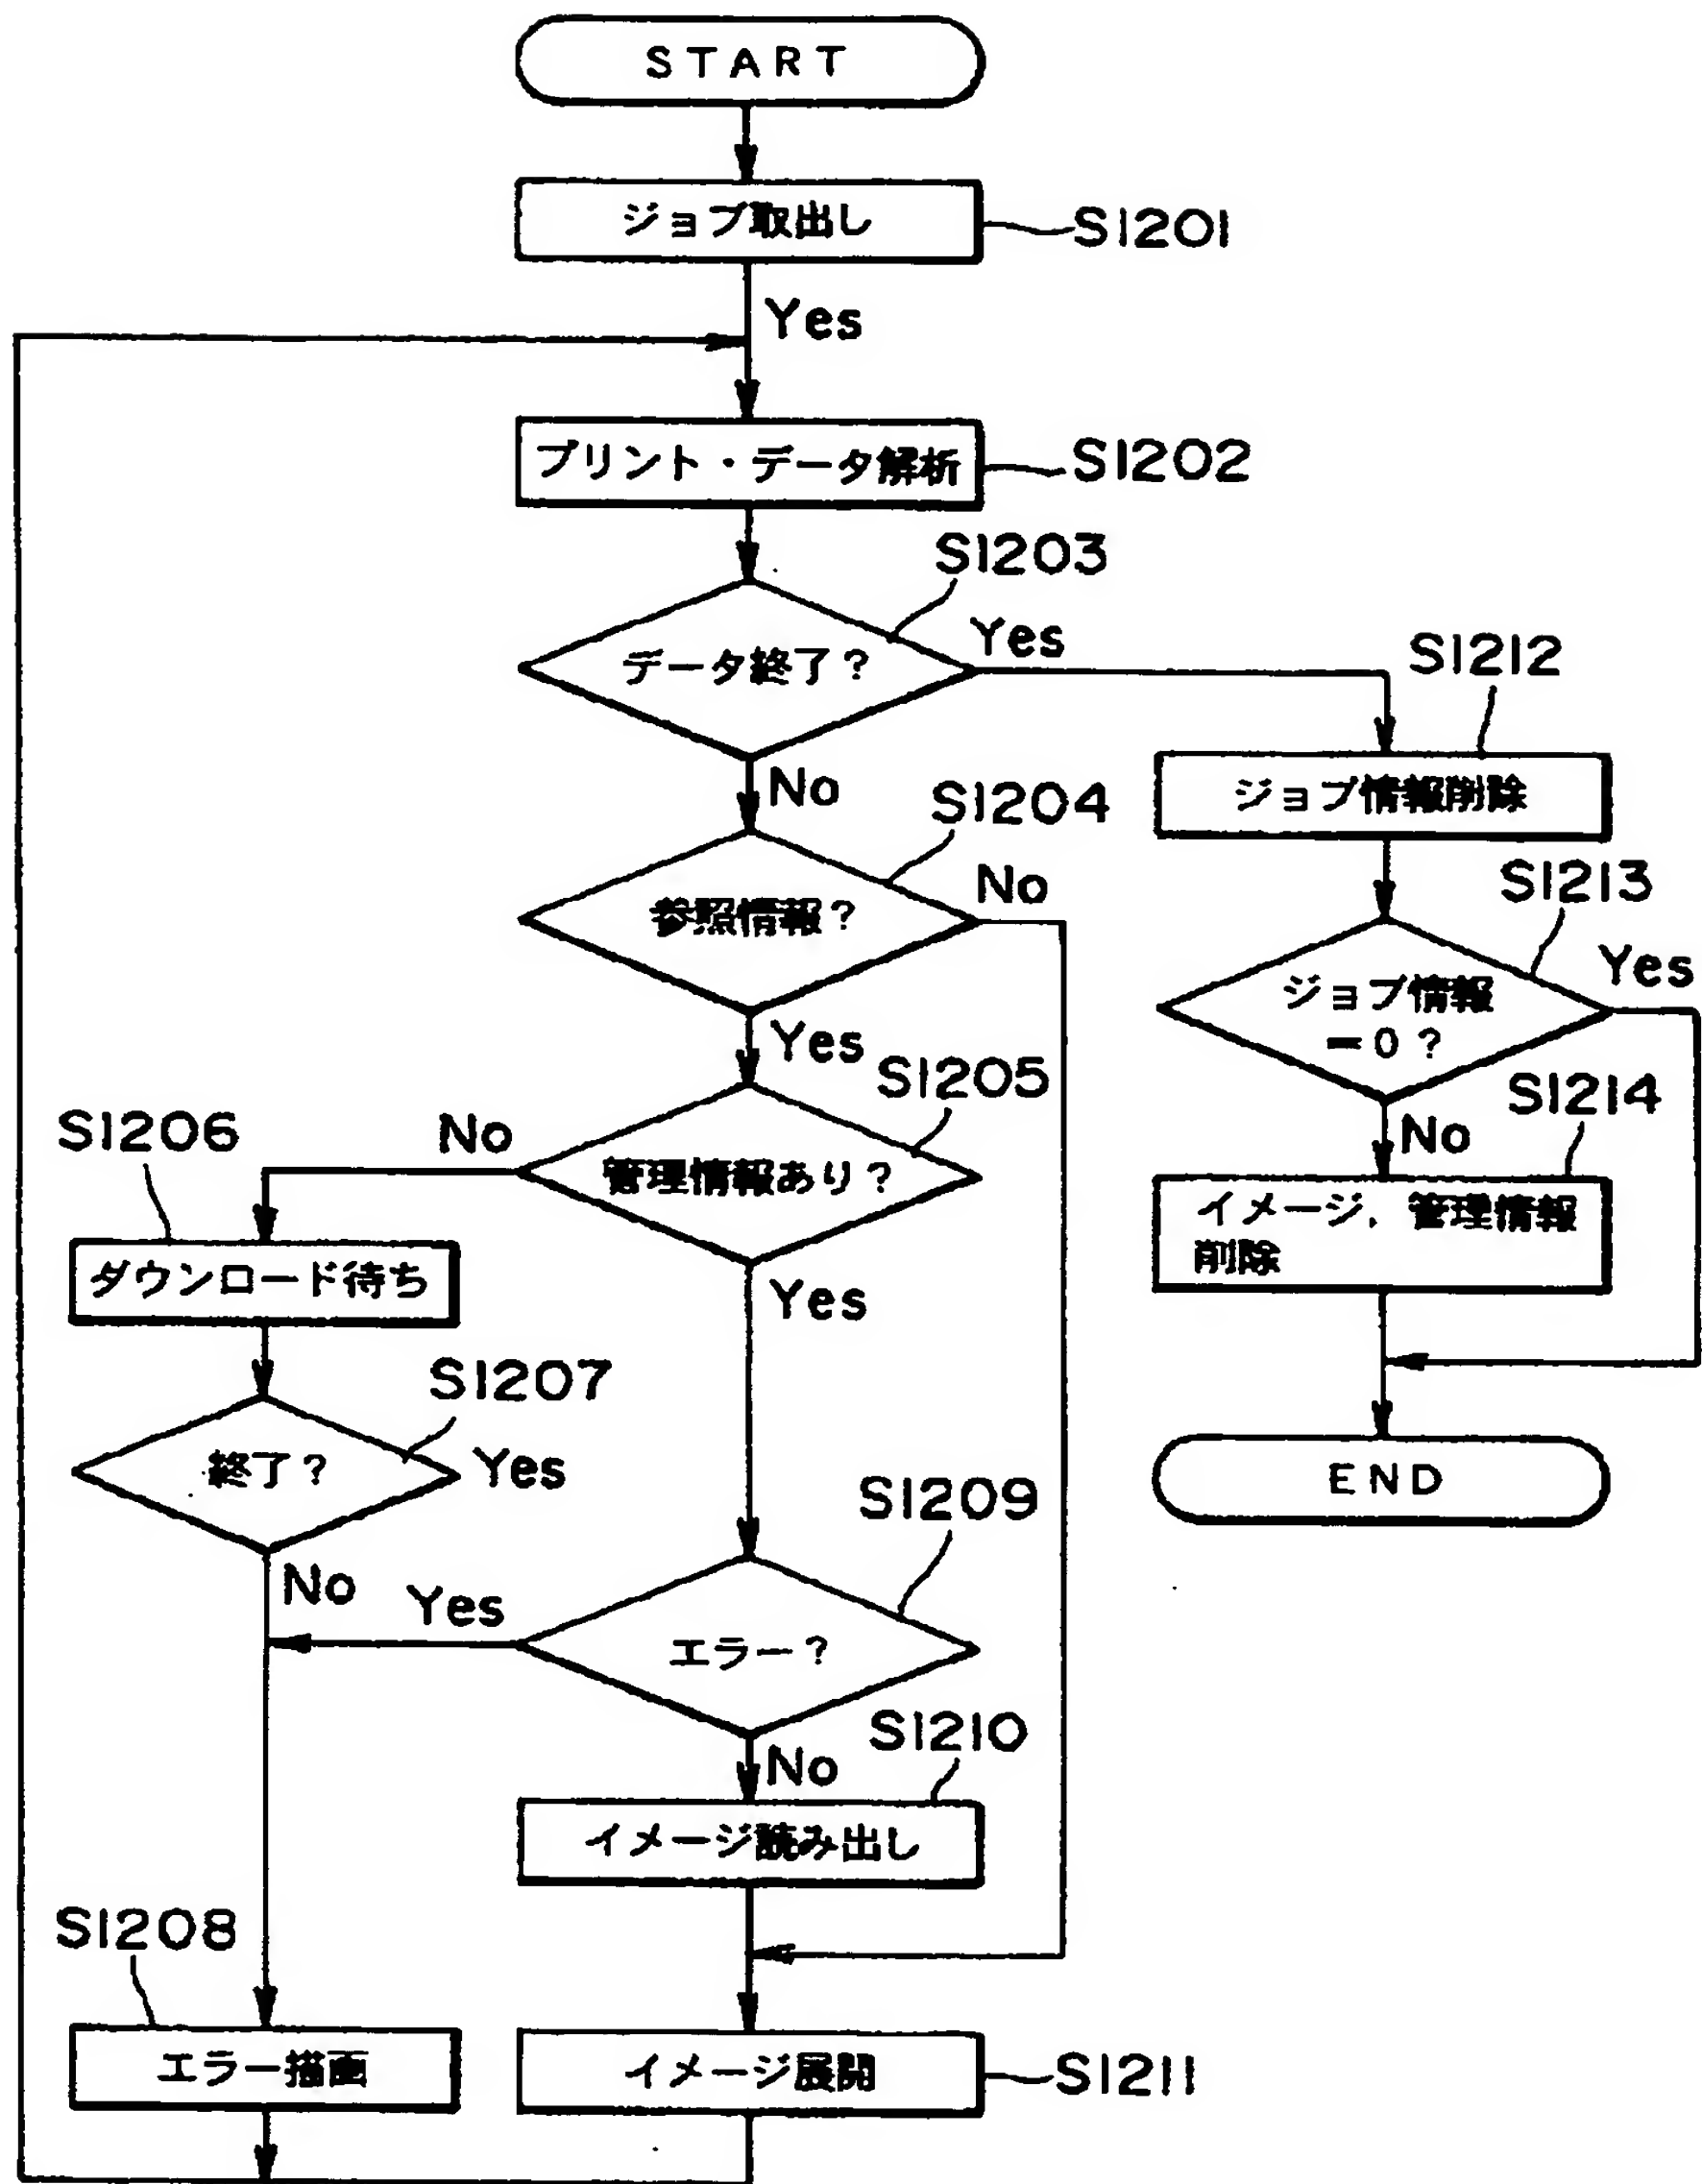 START
ジョブ取出し
S1201
Yes
プリント・データ解析
S1202
S1203
データ終了?
Yes
No
S1212
ジョブ情報削除
S1204
参照情報?
No
Yes
S1213
ジョブ情報
=0?
Yes
No
S1205
管理情報あり?
No
Yes
S1214
イメージ, 管理情報
削除
END
S1206
ダウンロード待ち
S1207
終了?
Yes
No
S1209
エラー?
Yes
No
S1210
イメージ読み出し
S1208
エラー描画
イメージ展開
S1211